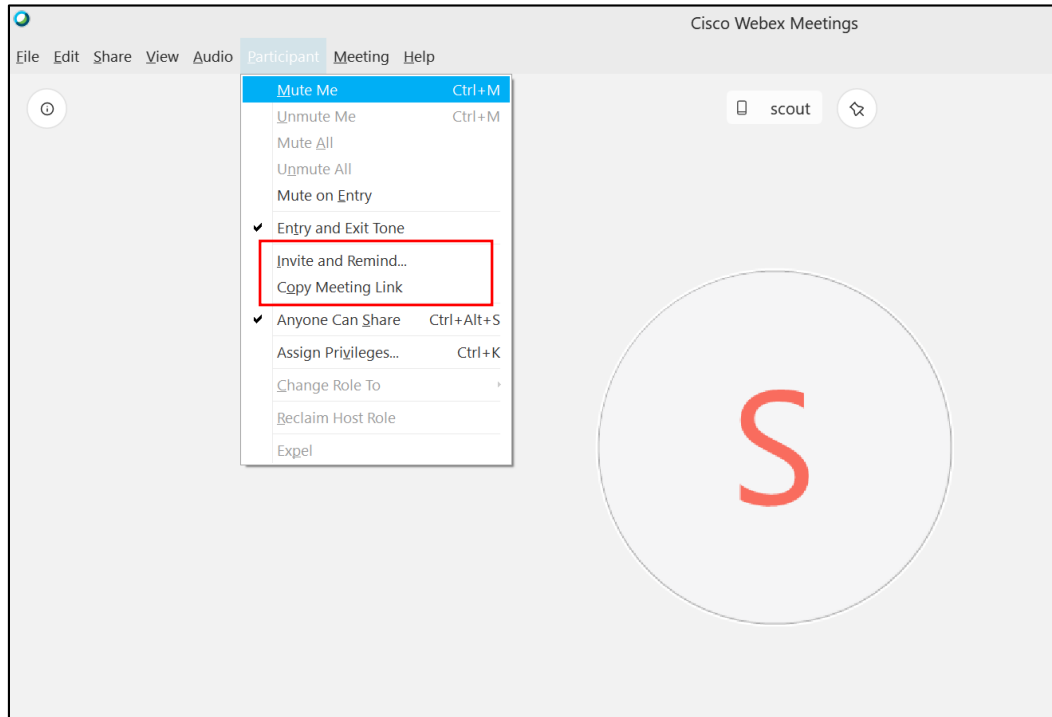 Cisco Webex Meetings
File Edit Share View Audio Participant Meeting Help
Mute Me Ctrl+M
scout
Unmute Me Ctrl+M
Mute All
Unmute All
Mute on Entry
Entry and Exit Tone
Invite and Remind...
Copy Meeting Link
Anyone Can Share Ctrl+Alt+S
Assign Privileges... Ctrl+K
Change Role To
Reclaim Host Role
Expel
S